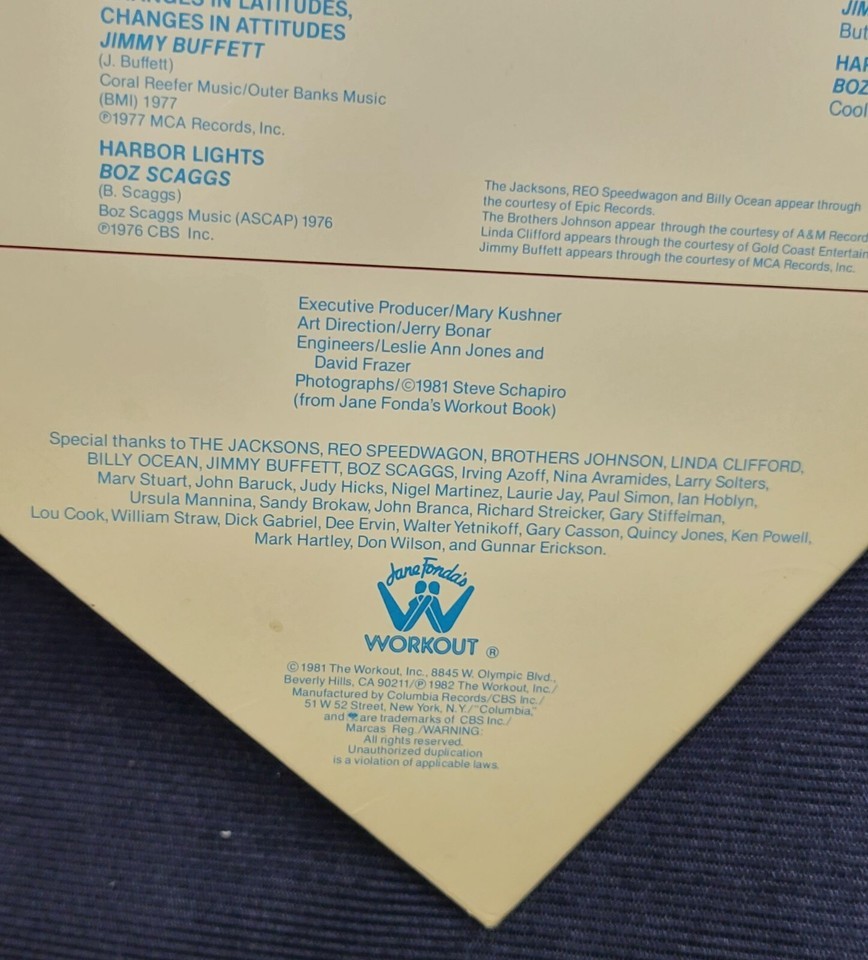 CHANGES IN LATITUDES,
CHANGES IN ATTITUDES
JIMMY BUFFETT
(J. Buffett)
Coral Reefer Music/Outer Banks Music
(BMI) 1977
℗1977 MCA Records, Inc.
HARBOR LIGHTS
BOZ SCAGGS
(B. Scaggs)
Boz Scaggs Music (ASCAP) 1976
℗1976 CBS Inc.
JIM
But
HAR
BOZ
Cool
The Jacksons, REO Speedwagon and Billy Ocean appear through
the courtesy of Epic Records.
The Brothers Johnson appear through the courtesy of A&M Record
Linda Clifford appears through the courtesy of Gold Coast Entertain
Jimmy Buffett appears through the courtesy of MCA Records, Inc.
Executive Producer/Mary Kushner
Art Direction/Jerry Bonar
Engineers/Leslie Ann Jones and
David Frazer
Photographs/©1981 Steve Schapiro
(from Jane Fonda's Workout Book)
Special thanks to THE JACKSONS, REO SPEEDWAGON, BROTHERS JOHNSON, LINDA CLIFFORD,
BILLY OCEAN, JIMMY BUFFETT, BOZ SCAGGS, Irving Azoff, Nina Avramides, Larry Solters,
Marv Stuart, John Baruck, Judy Hicks, Nigel Martinez, Laurie Jay, Paul Simon, Ian Hoblyn,
Ursula Mannina, Sandy Brokaw, John Branca, Richard Streicker, Gary Stiffelman,
Lou Cook, William Straw, Dick Gabriel, Dee Ervin, Walter Yetnikoff, Gary Casson, Quincy Jones, Ken Powell,
Mark Hartley, Don Wilson, and Gunnar Erickson.
Jane Fonda's
WORKOUT ®
©1981 The Workout, Inc., 8845 W. Olympic Blvd.,
Beverly Hills, CA 90211/℗ 1982 The Workout, Inc./
Manufactured by Columbia Records/CBS Inc./
51 W 52 Street, New York, N.Y./"Columbia,"
and are trademarks of CBS Inc./
Marcas Reg./WARNING:
All rights reserved.
Unauthorized duplication
is a violation of applicable laws.